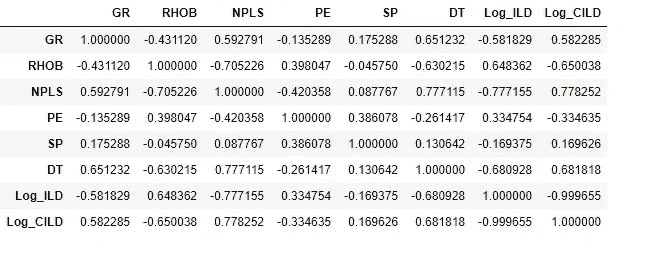 GR RHOB NPLS PE SP DT Log_ILD Log_CILD
GR 1.000000 -0.431120 0.592791 -0.135289 0.175288 0.651232 -0.581829 0.582285
RHOB -0.431120 1.000000 -0.705226 0.398047 -0.045750 -0.630215 0.648362 -0.650038
NPLS 0.592791 -0.705226 1.000000 -0.420358 0.087767 0.777115 -0.777155 0.778252
PE -0.135289 0.398047 -0.420358 1.000000 0.386078 -0.261417 0.334754 -0.334635
SP 0.175288 -0.045750 0.087767 0.386078 1.000000 0.130642 -0.169375 0.169626
DT 0.651232 -0.630215 0.777115 -0.261417 0.130642 1.000000 -0.680928 0.681818
Log_ILD -0.581829 0.648362 -0.777155 0.334754 -0.169375 -0.680928 1.000000 -0.999655
Log_CILD 0.582285 -0.650038 0.778252 -0.334635 0.169626 0.681818 -0.999655 1.000000